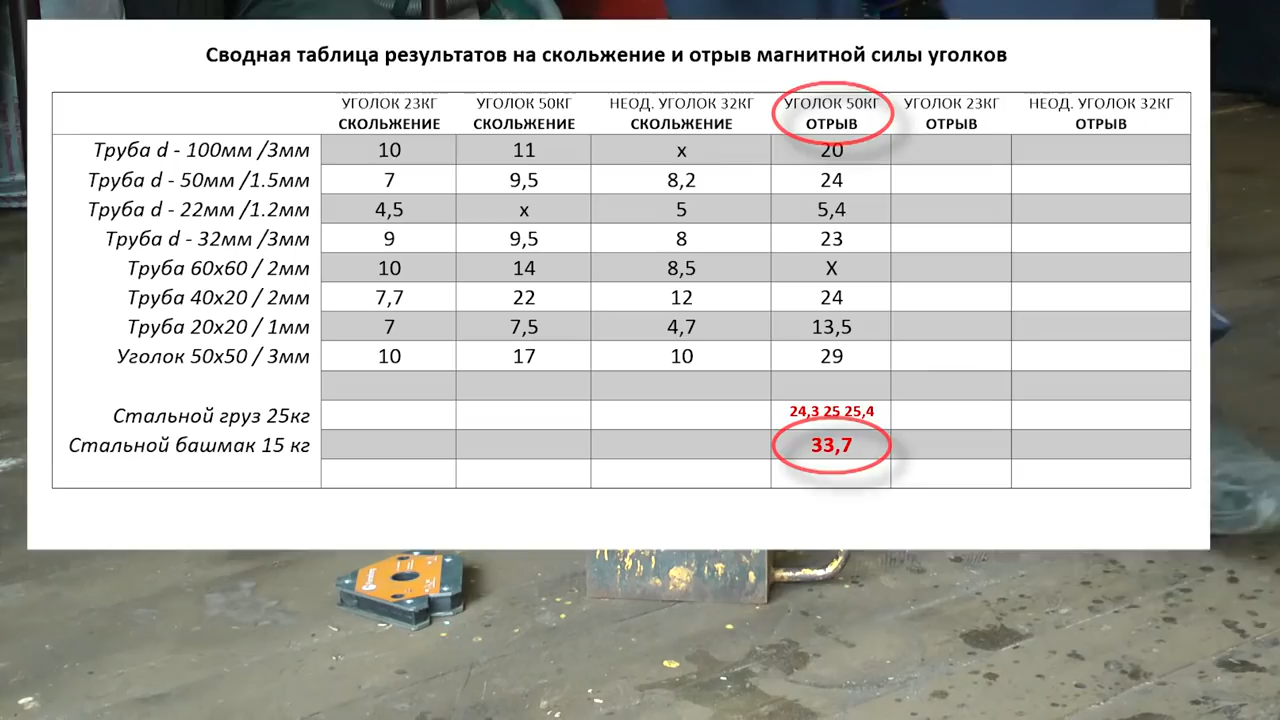 Сводная таблица результатов на скольжение и отрыв магнитной силы уголков
УГОЛОК 23КГ УГОЛОК 50КГ НЕОД. УГОЛОК 32КГ УГОЛОК 50КГ УГОЛОК 23КГ НЕОД. УГОЛОК 32КГ
СКОЛЬЖЕНИЕ СКОЛЬЖЕНИЕ СКОЛЬЖЕНИЕ ОТРЫВ ОТРЫВ ОТРЫВ
Труба d - 100мм /3мм 10 11 х 20
Труба d - 50мм /1.5мм 7 9,5 8,2 24
Труба d - 22мм /1.2мм 4,5 х 5 5,4
Труба d - 32мм /3мм 9 9,5 8 23
Труба 60х60 / 2мм 10 14 8,5 Х
Труба 40х20 / 2мм 7,7 22 12 24
Труба 20х20 / 1мм 7 7,5 4,7 13,5
Уголок 50х50 / 3мм 10 17 10 29
Стальной груз 25кг 24,3 25 25,4
Стальной башмак 15 кг 33,7